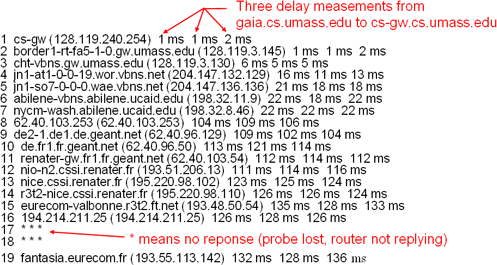 Three delay measements from
gaia.cs.umass.edu to cs-gw.cs.umass.edu
1 cs-gw (128.119.240.254) 1 ms 1 ms 2 ms
2 border1-rt-fa5-1-0.gw.umass.edu (128.119.3.145) 1 ms 1 ms 2 ms
3 cht-vbns.gw.umass.edu (128.119.3.130) 6 ms 5 ms 5 ms
4 jn1-at1-0-0-19.wor.vbns.net (204.147.132.129) 16 ms 11 ms 13 ms
5 jn1-so7-0-0-0.wae.vbns.net (204.147.136.136) 21 ms 18 ms 18 ms
6 abilene-vbns.abilene.ucaid.edu (198.32.11.9) 22 ms 18 ms 22 ms
7 nycm-wash.abilene.ucaid.edu (198.32.8.46) 22 ms 22 ms 22 ms
8 62.40.103.253 (62.40.103.253) 104 ms 109 ms 106 ms
9 de2-1.de1.de.geant.net (62.40.96.129) 109 ms 102 ms 104 ms
10 de.fr1.fr.geant.net (62.40.96.50) 113 ms 121 ms 114 ms
11 renater-gw.fr1.fr.geant.net (62.40.103.54) 112 ms 114 ms 112 ms
12 nio-n2.cssi.renater.fr (193.51.206.13) 111 ms 114 ms 116 ms
13 nice.cssi.renater.fr (195.220.98.102) 123 ms 125 ms 124 ms
14 r3t2-nice.cssi.renater.fr (195.220.98.110) 126 ms 126 ms 124 ms
15 eurecom-valbonne.r3t2.ft.net (193.48.50.54) 135 ms 128 ms 133 ms
16 194.214.211.25 (194.214.211.25) 126 ms 128 ms 126 ms
17 * * *
18 * * *
* means no reponse (probe lost, router not replying)
19 fantasia.eurecom.fr (193.55.113.142) 132 ms 128 ms 136 ms